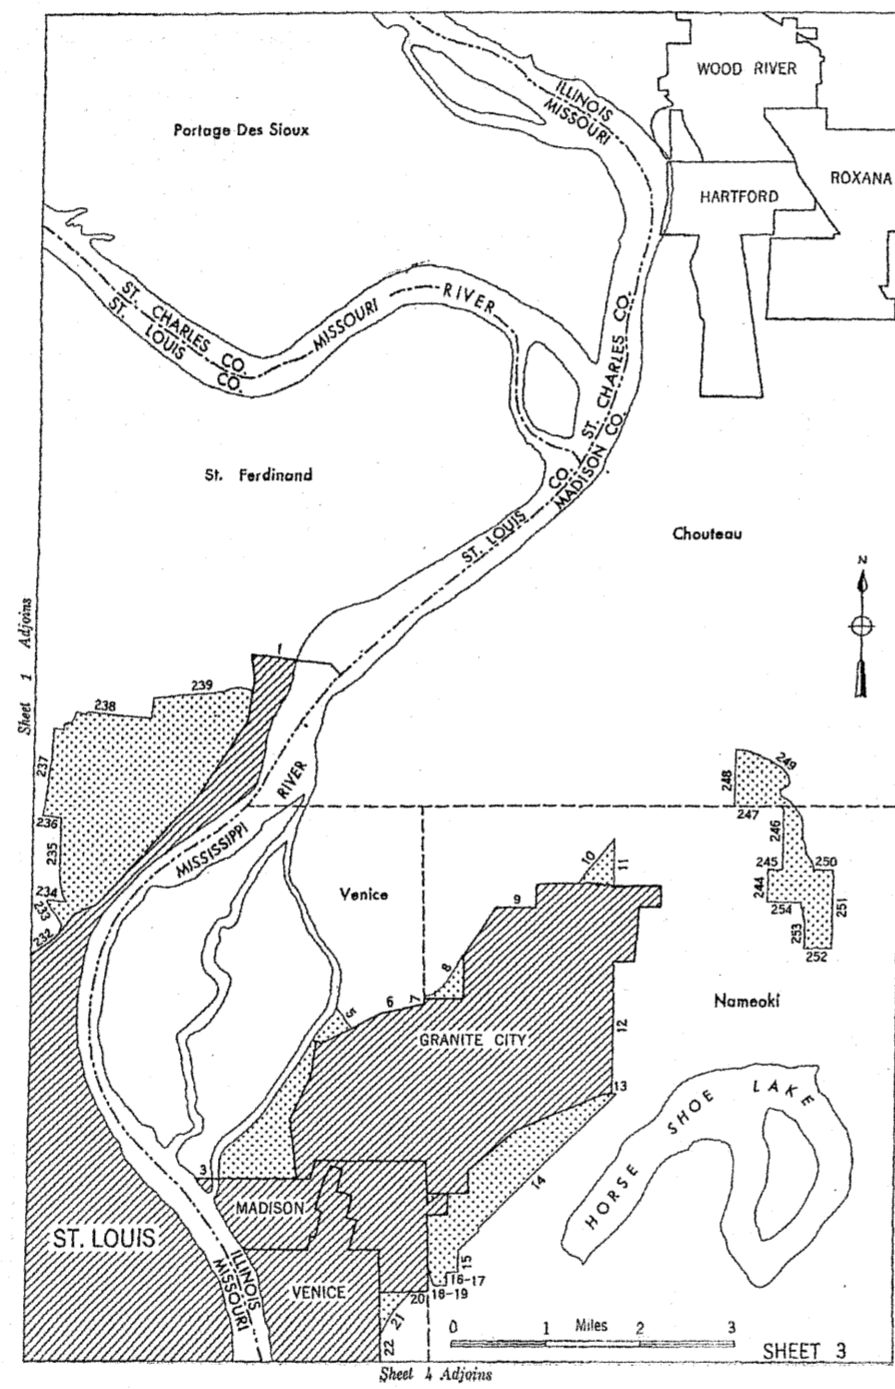 WOOD RIVER
ILLINOIS
MISSOURI
Portage Des Sioux
HARTFORD
ROXANA
ST. CHARLES CO.
ST. LOUIS CO.
MISSOURI RIVER
ST. CHARLES CO.
MADISON CO.
ST. LOUIS CO.
St. Ferdinand
Chouteau
N
Sheet 1 Adjoins
1
239
238
237
236
235
234
233
232
MISSISSIPPI RIVER
249
248
247
246
245
250
244
251
254
253
252
10
11
9
Venice
8
7
6
5
Nameoki
GRANITE CITY
12
13
HORSE SHOE LAKE
3
14
MADISON
ST. LOUIS
15
16-17
18-19
ILLINOIS
MISSOURI
VENICE
20
21
22
0 1 Miles 2 3
SHEET 3
Sheet 4 Adjoins